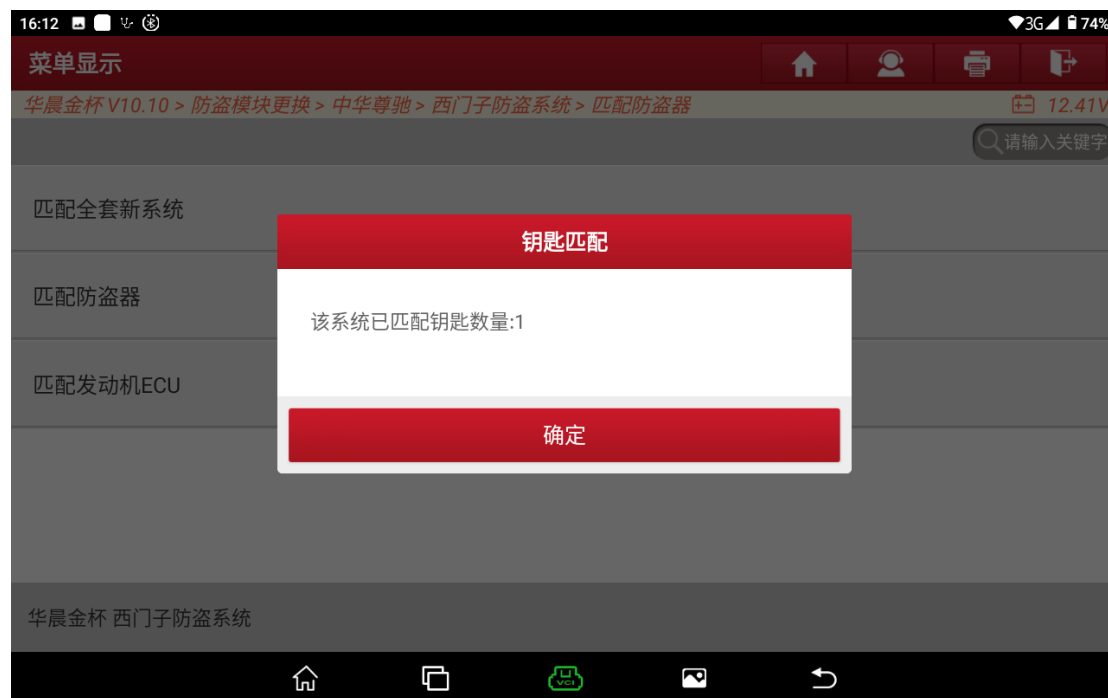 16:12
3G 74%
菜单显示
华晨金杯 V10.10 > 防盗模块更换 > 中华尊驰 > 西门子防盗系统 > 匹配防盗器
12.41V
请输入关键字
匹配全套新系统
钥匙匹配
匹配防盗器
该系统已匹配钥匙数量:1
匹配发动机ECU
确定
华晨金杯 西门子防盗系统
VCI